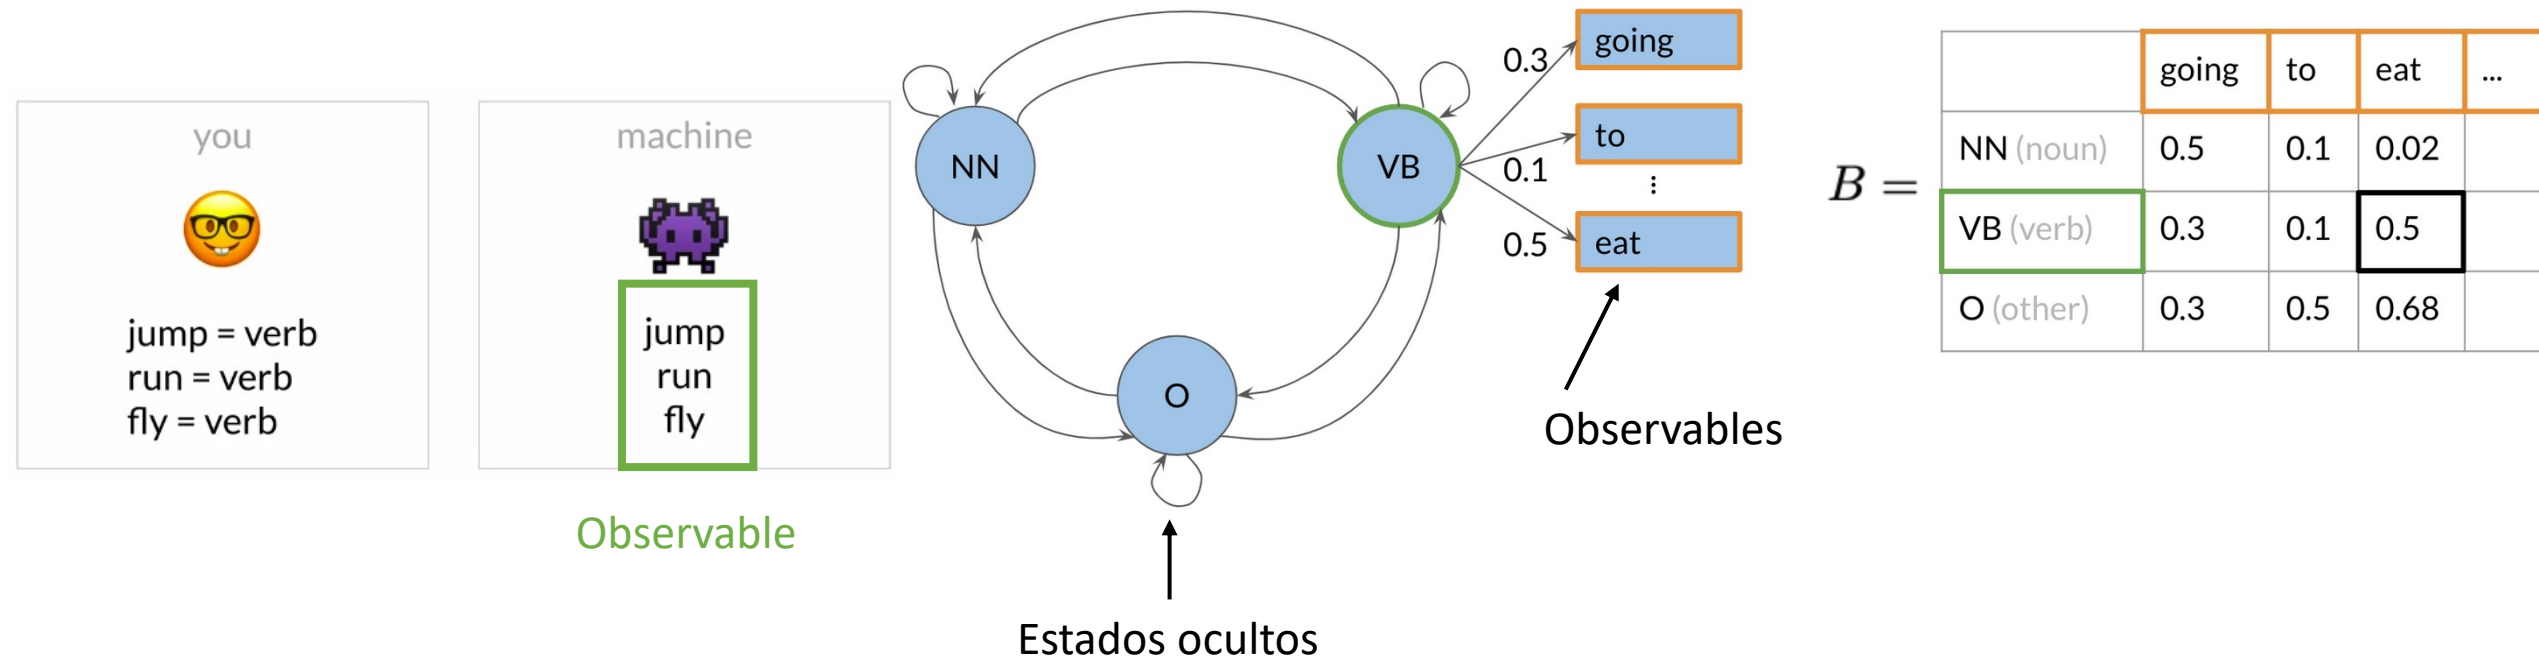 you
jump = verb
run = verb
fly = verb
machine
jump
run
fly
Observable
NN
VB
O
Estados ocultos
0.3
0.1
0.5
going
to
⋮
eat
Observables
B =
going to eat ...
NN (noun) 0.5 0.1 0.02
VB (verb) 0.3 0.1 0.5
O (other) 0.3 0.5 0.68